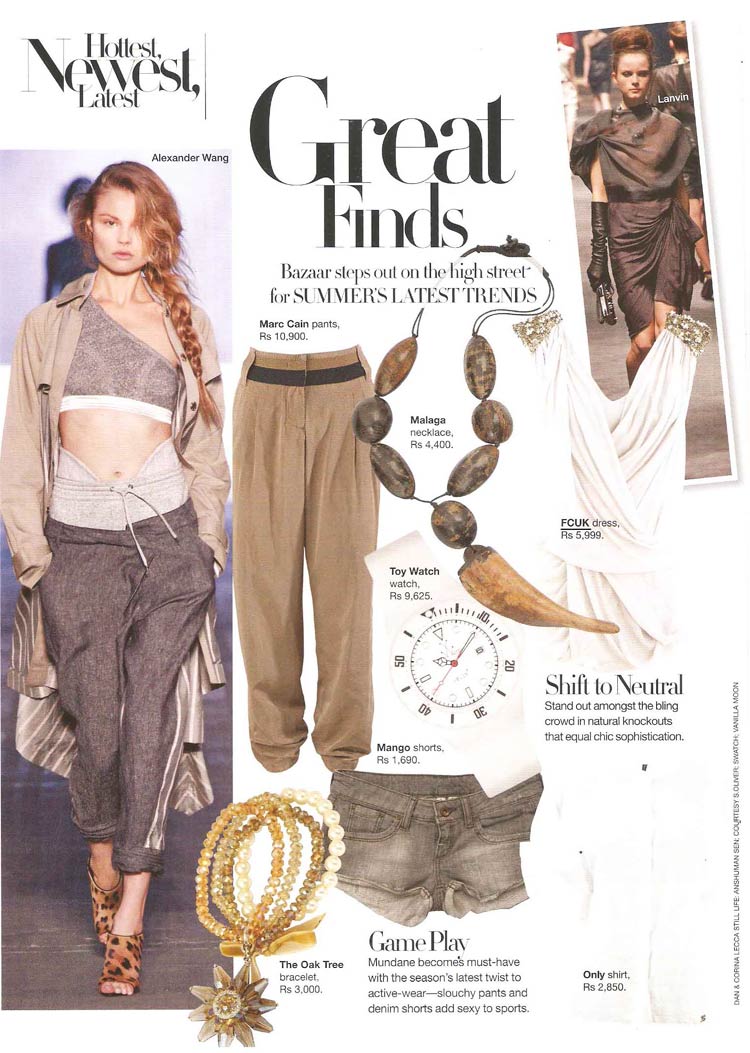 Hottest,
Newest,
Latest
Alexander Wang
Great
Finds
Bazaar steps out on the high street
for SUMMER'S LATEST TRENDS
Lanvin
Marc Cain pants,
Rs 10,900.
Malaga
necklace,
Rs 4,400.
FCUK dress,
Rs 5,999.
Toy Watch
watch,
Rs 9,625.
10
20
30
40
50
Shift to Neutral
Stand out amongst the bling
crowd in natural knockouts
that equal chic sophistication.
Mango shorts,
Rs 1,690.
Game Play
Mundane becomes must-have
with the season's latest twist to
active-wear—slouchy pants and
denim shorts add sexy to sports.
The Oak Tree
bracelet,
Rs 3,000.
Only shirt,
Rs 2,850.
DAN & CORINA LECCA STILL LIFE: ANSHUMAN SEN; COURTESY S.OLIVER; SWATCH; VANILLA MOON